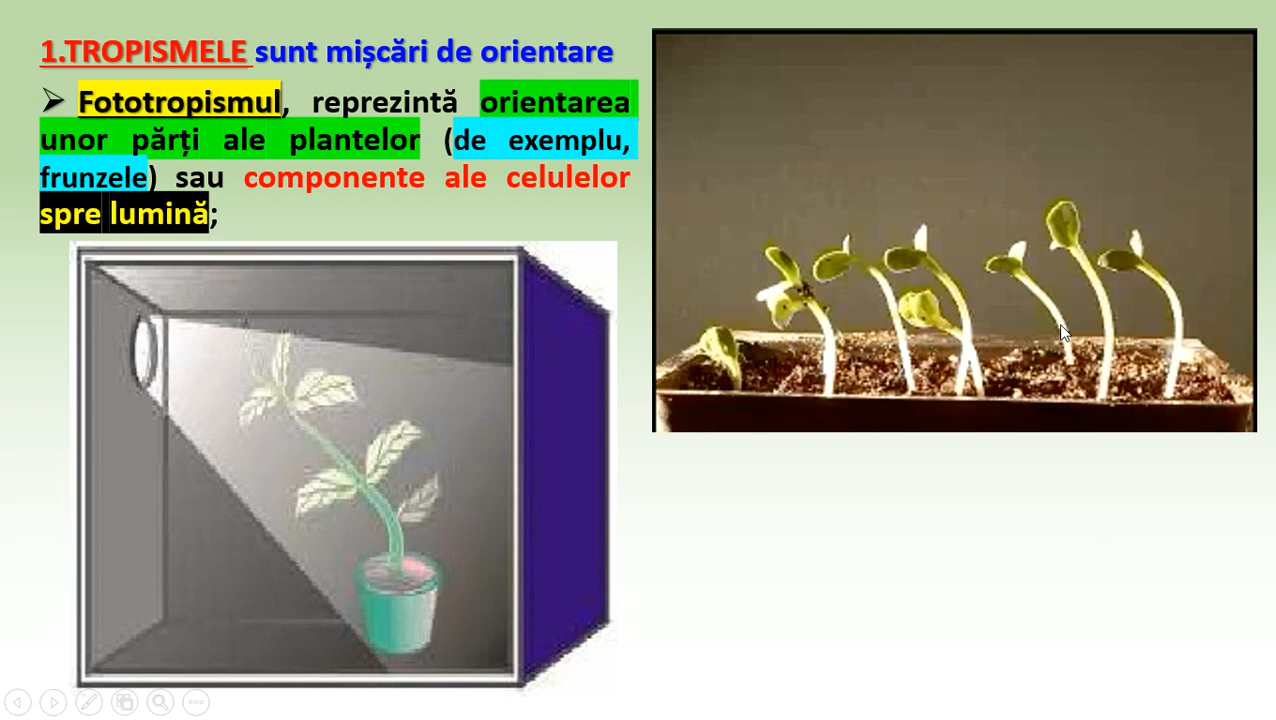 1.TROPISMELE sunt mișcări de orientare
➢ Fototropismul, reprezintă orientarea
unor părți ale plantelor (de exemplu,
frunzele) sau componente ale celulelor
spre lumină;